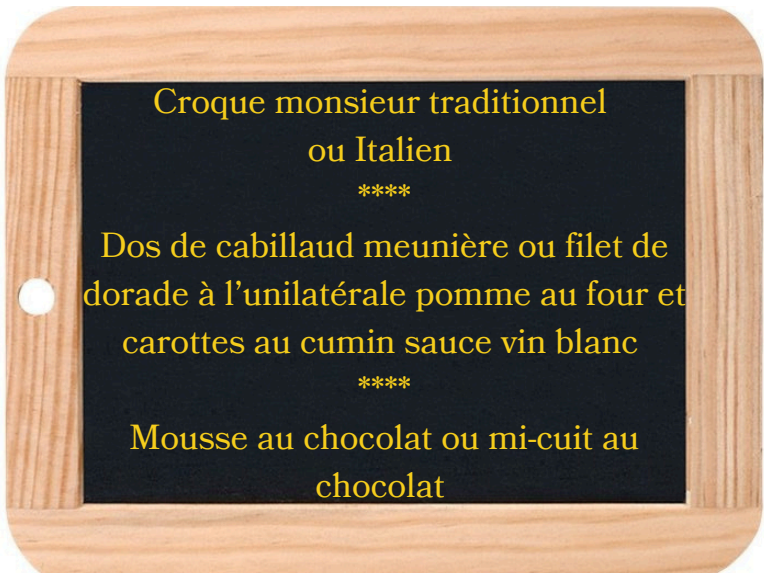 Croque monsieur traditionnel
ou Italien
****
Dos de cabillaud meunière ou filet de
dorade à l'unilatérale pomme au four et
carottes au cumin sauce vin blanc
****
Mousse au chocolat ou mi-cuit au
chocolat